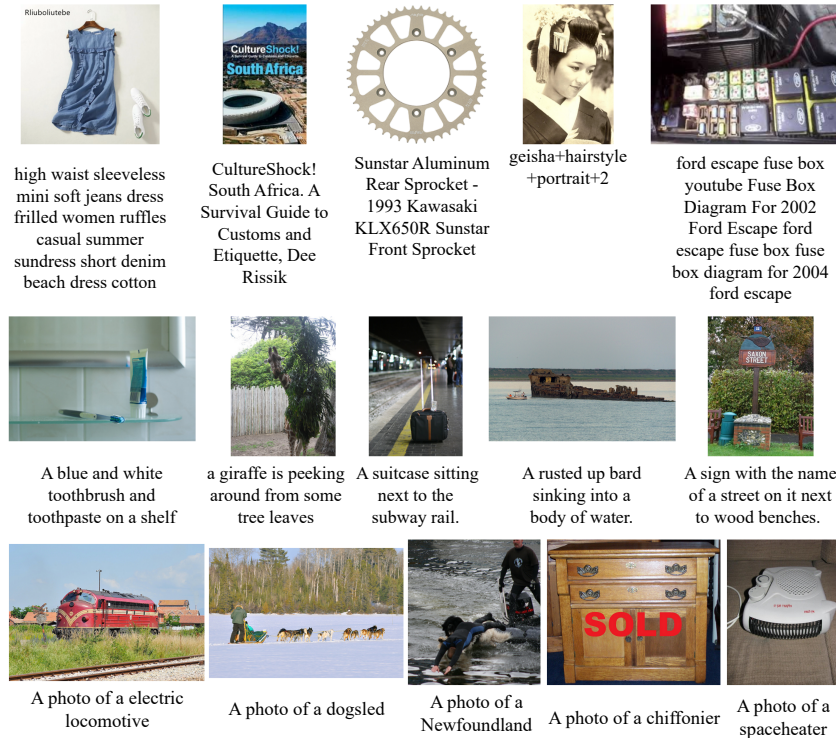 Rliuboliutebe
CultureShock!
A Survival Guide to Customs and Etiquette
South Africa
high waist sleeveless
mini soft jeans dress
frilled women ruffles
casual summer
sundress short denim
beach dress cotton
CultureShock!
South Africa. A
Survival Guide to
Customs and
Etiquette, Dee
Rissik
Sunstar Aluminum
Rear Sprocket -
1993 Kawasaki
KLX650R Sunstar
Front Sprocket
geisha+hairstyle
+portrait+2
ford escape fuse box
youtube Fuse Box
Diagram For 2002
Ford Escape ford
escape fuse box fuse
box diagram for 2004
ford escape
SAXON
STREET
A blue and white
toothbrush and
toothpaste on a shelf
a giraffe is peeking
around from some
tree leaves
A suitcase sitting
next to the
subway rail.
A rusted up bard
sinking into a
body of water.
A sign with the name
of a street on it next
to wood benches.
SOLD
A photo of a electric
locomotive
A photo of a dogsled
A photo of a
Newfoundland
A photo of a chiffonier
A photo of a
spaceheater